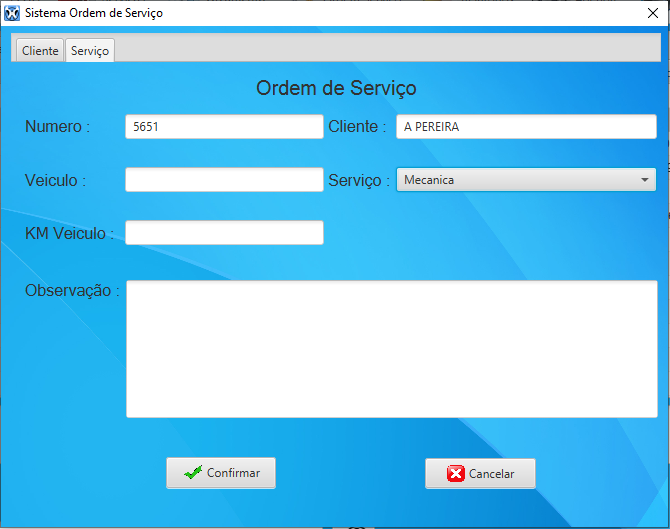 Sistema Ordem de Serviço
Cliente Serviço
Ordem de Serviço
Numero : 5651 Cliente : A PEREIRA
Veiculo : Serviço : Mecanica
KM Veiculo :
Observação :
Confirmar Cancelar